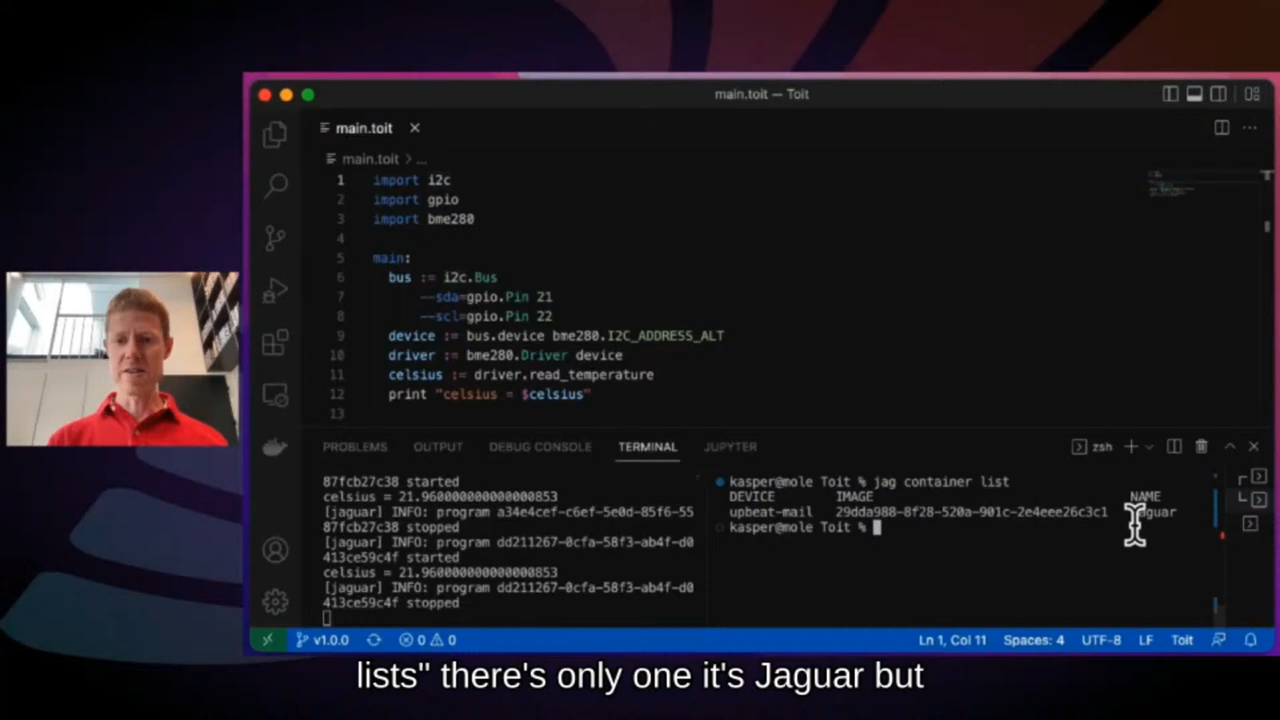 main.toit — Toit
main.toit
main.toit > ...
1 import i2c
2 import gpio
3 import bme280
4
5 main:
6 bus := i2c.Bus
7 --sda=gpio.Pin 21
8 --scl=gpio.Pin 22
9 device := bus.device bme280.I2C_ADDRESS_ALT
10 driver := bme280.Driver device
11 celsius := driver.read_temperature
12 print "celsius = $celsius"
13
PROBLEMS OUTPUT DEBUG CONSOLE TERMINAL JUPYTER zsh
87fcb27c38 started
celsius = 21.960000000000000853
[jaguar] INFO: program a34e4cef-c6ef-5e0d-85f6-55
87fcb27c38 stopped
[jaguar] INFO: program dd211267-0cfa-58f3-ab4f-d0
413ce59c4f started
celsius = 21.960000000000000853
[jaguar] INFO: program dd211267-0cfa-58f3-ab4f-d0
413ce59c4f stopped
kasper@mole Toit % jag container list
DEVICE IMAGE NAME
upbeat-mail 29dda988-8f28-520a-901c-2e4eee26c3c1
kasper@mole Toit %
v1.0.0 0 0 Ln 1, Col 11 Spaces: 4 UTF-8 LF Toit
lists" there's only one it's Jaguar but